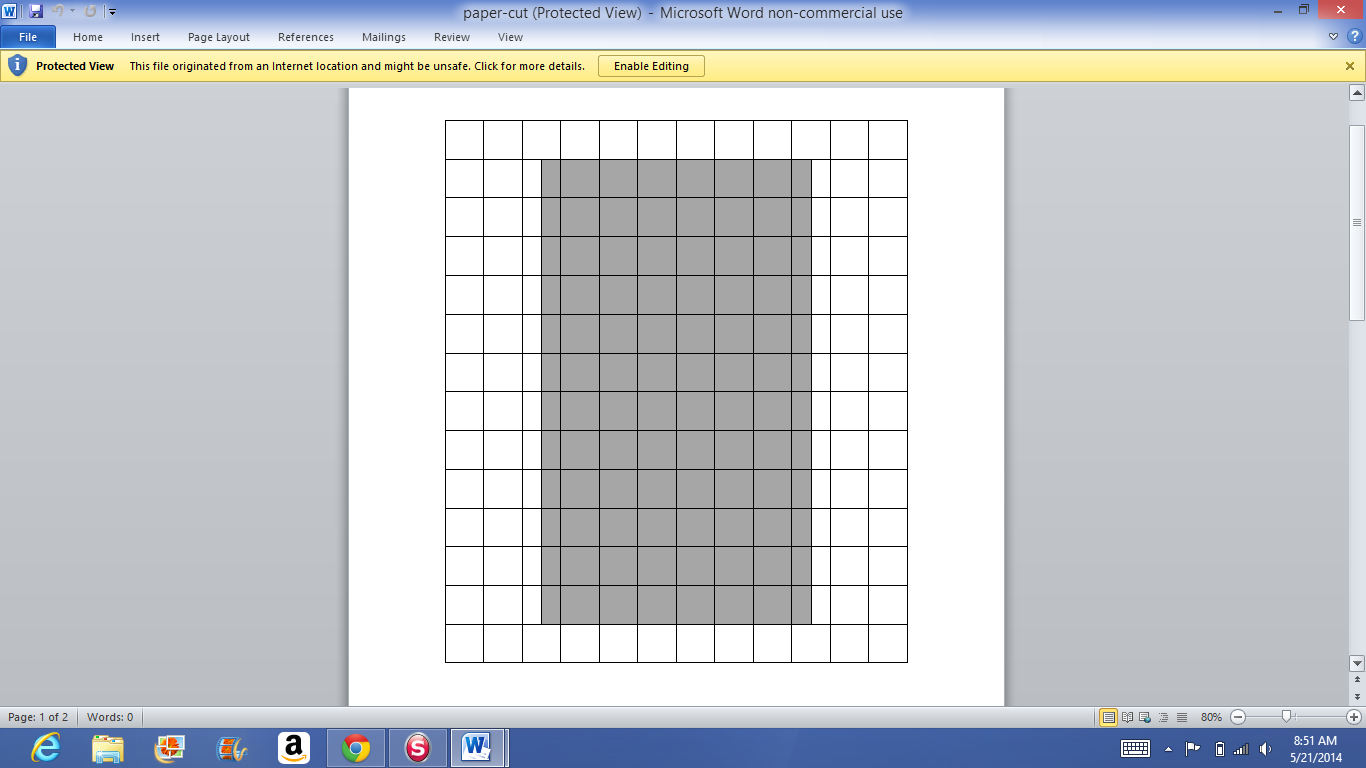 paper-cut (Protected View) - Microsoft Word non-commercial use
File Home Insert Page Layout References Mailings Review View
Protected View This file originated from an Internet location and might be unsafe. Click for more details. Enable Editing
Page: 1 of 2 Words: 0 80%
8:51 AM
5/21/2014